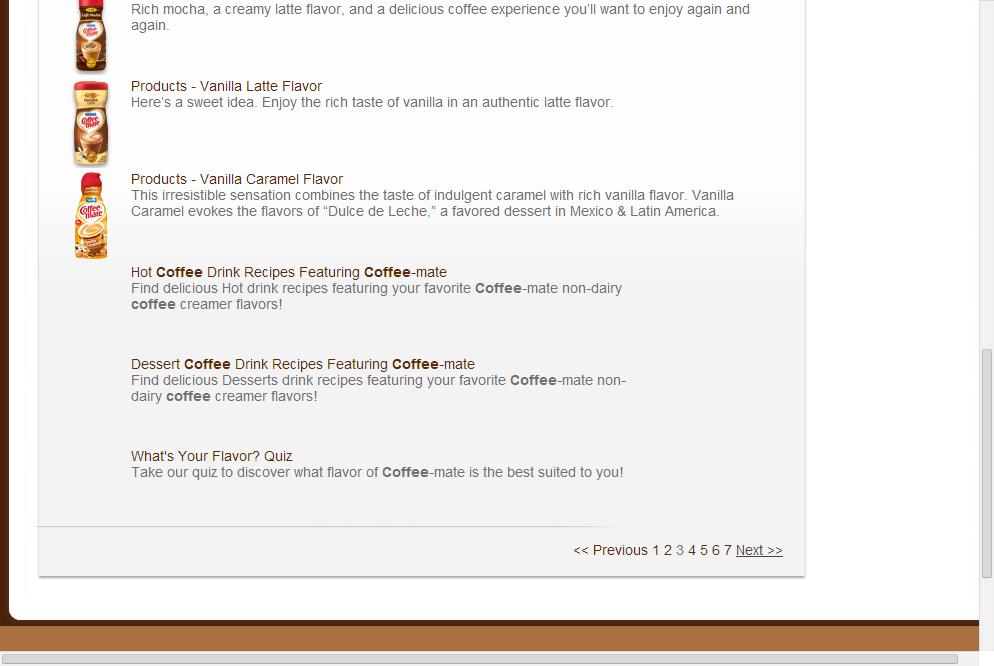 Rich mocha, a creamy latte flavor, and a delicious coffee experience you'll want to enjoy again and
again.
Products - Vanilla Latte Flavor
Here's a sweet idea. Enjoy the rich taste of vanilla in an authentic latte flavor.
Products - Vanilla Caramel Flavor
This irresistible sensation combines the taste of indulgent caramel with rich vanilla flavor. Vanilla
Caramel evokes the flavors of “Dulce de Leche,” a favored dessert in Mexico & Latin America.
Hot Coffee Drink Recipes Featuring Coffee-mate
Find delicious Hot drink recipes featuring your favorite Coffee-mate non-dairy
coffee creamer flavors!
Dessert Coffee Drink Recipes Featuring Coffee-mate
Find delicious Desserts drink recipes featuring your favorite Coffee-mate non-
dairy coffee creamer flavors!
What's Your Flavor? Quiz
Take our quiz to discover what flavor of Coffee-mate is the best suited to you!
<< Previous 1 2 3 4 5 6 7 Next >>